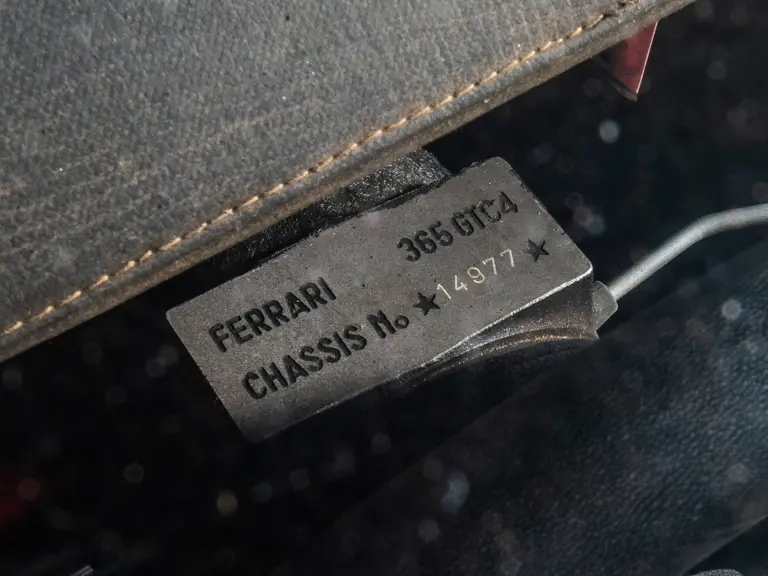 FERRARI 365 GTC4
CHASSIS No ★14977★